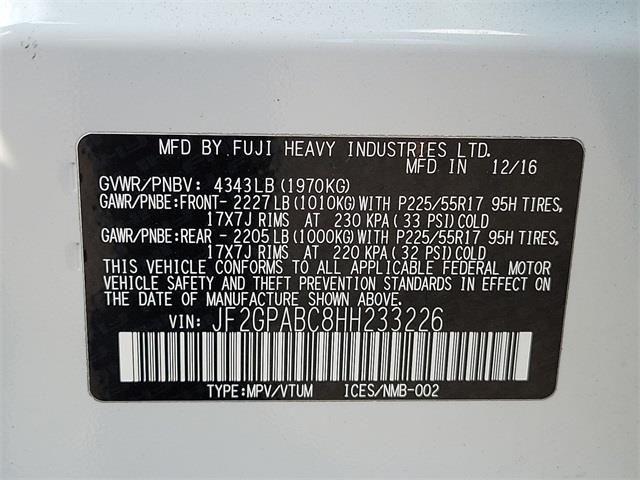 MFD BY FUJI HEAVY INDUSTRIES LTD.
MFD IN 12/16
GVWR/PNBV: 4343LB (1970KG)
GAWR/PNBE:FRONT- 2227LB(1010KG)WITH P225/55R17 95H TIRES,
17X7J RIMS AT 230 KPA(33 PSI)COLD
GAWR/PNBE:REAR - 2205LB(1000KG)WITH P225/55R17 95H TIRES,
17X7J RIMS AT 220 KPA(32 PSI)COLD
THIS VEHICLE CONFORMS TO ALL APPLICABLE FEDERAL MOTOR
VEHICLE SAFETY AND THEFT PREVENTION STANDARDS IN EFFECT ON
THE DATE OF MANUFACTURE SHOWN ABOVE.
VIN: JF2GPABC8HH233226
TYPE:MPV/VTUM ICES/NMB-002